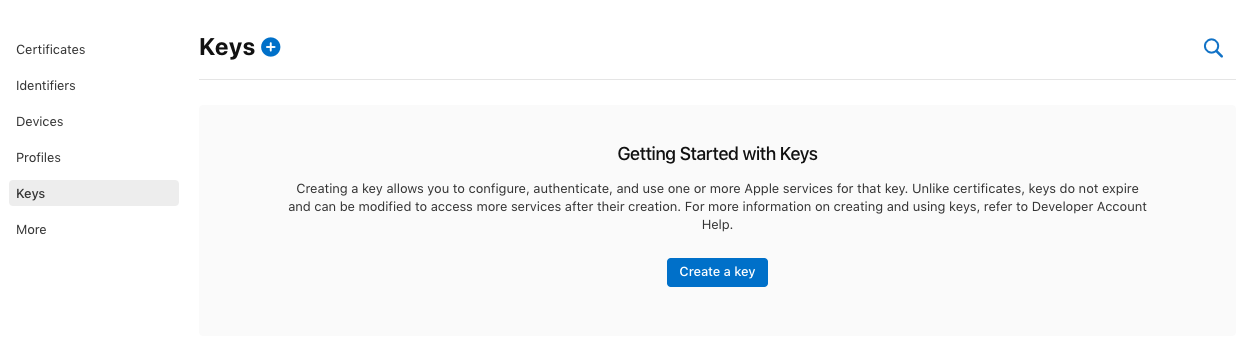 Certificates
Identifiers
Devices
Profiles
Keys
More
Keys
Getting Started with Keys
Creating a key allows you to configure, authenticate, and use one or more Apple services for that key. Unlike certificates, keys do not expire
and can be modified to access more services after their creation. For more information on creating and using keys, refer to Developer Account
Help.
Create a key